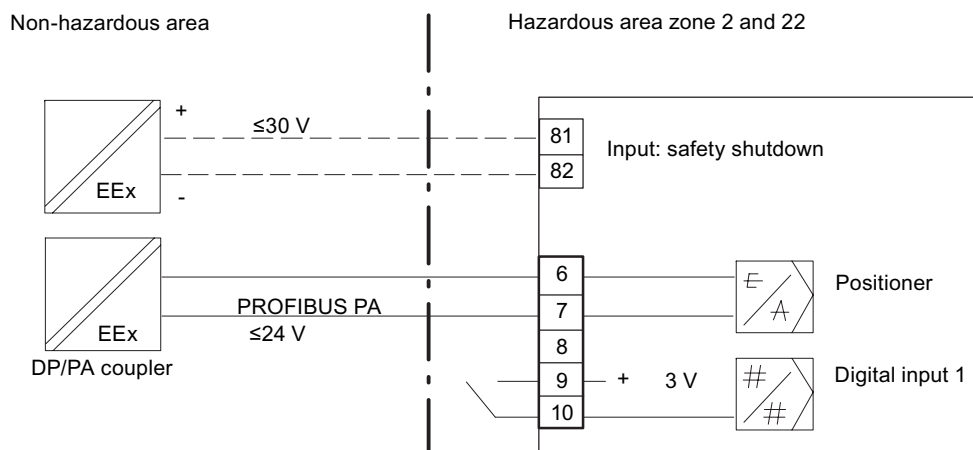 Non-hazardous area
Hazardous area zone 2 and 22
+
≤30 V
EEx
-
81
82
Input: safety shutdown
EEx
DP/PA coupler
PROFIBUS PA
≤24 V
6
7
8
9
10
E
A
Positioner
+ 3 V
#
#
Digital input 1